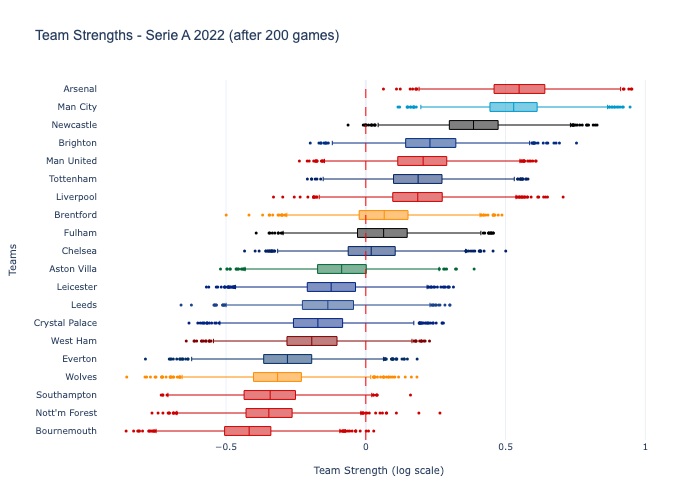 Team Strengths - Serie A 2022 (after 200 games)
Arsenal
Man City
Newcastle
Brighton
Man United
Tottenham
Liverpool
Brentford
Fulham
Chelsea
Aston Villa
Leicester
Leeds
Crystal Palace
West Ham
Everton
Wolves
Southampton
Nott'm Forest
Bournemouth
Teams
−0.5 0 0.5 1
Team Strength (log scale)